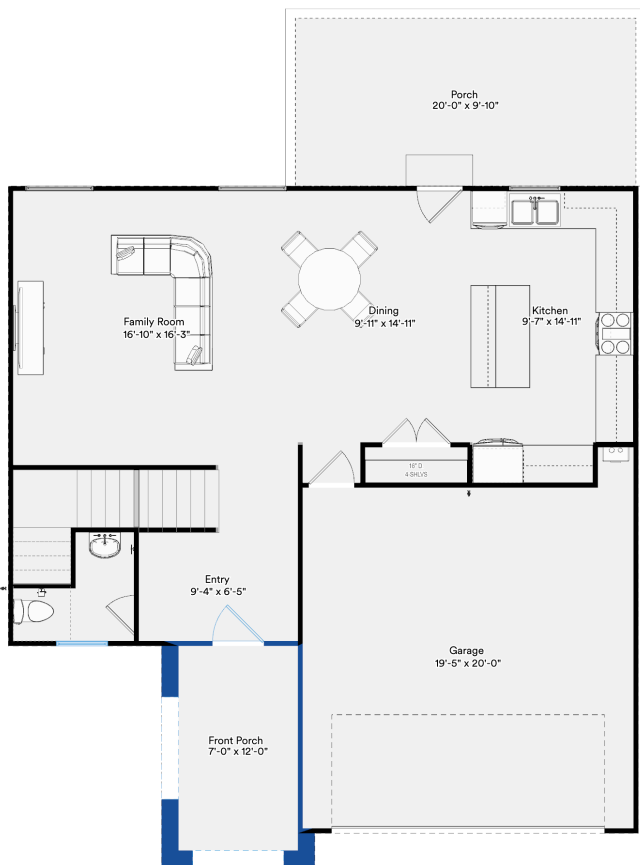 Porch
20'-0" x 9'-10"
Family Room
16'-10" x 16'-3"
Dining
9'-11" x 14'-11"
Kitchen
9'-7" x 14'-11"
16" D
4 SHLVS
Entry
9'-4" x 6'-5"
Garage
19'-5" x 20'-0"
Front Porch
7'-0" x 12'-0"